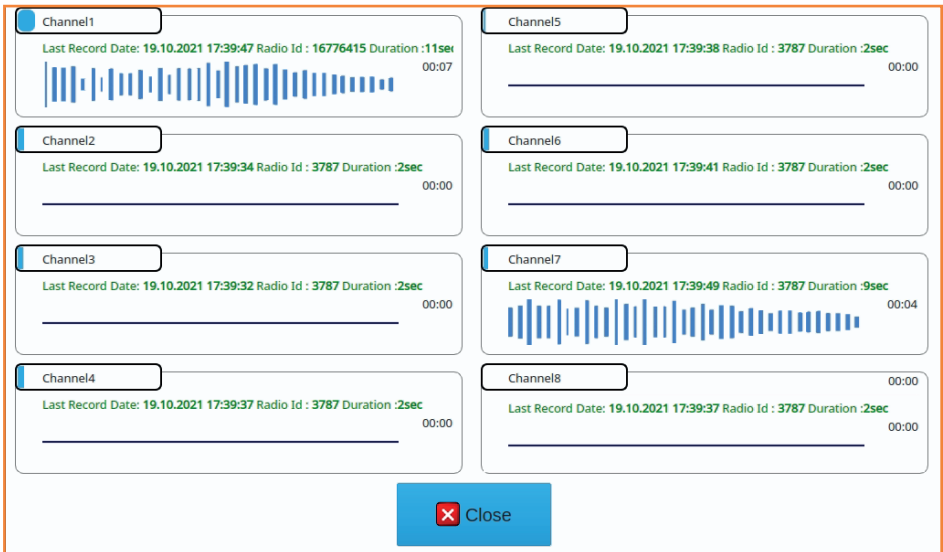 Channel1
Last Record Date: 19.10.2021 17:39:47 Radio Id : 16776415 Duration :11sec
00:07
Channel2
Last Record Date: 19.10.2021 17:39:34 Radio Id : 3787 Duration :2sec
00:00
Channel3
Last Record Date: 19.10.2021 17:39:32 Radio Id : 3787 Duration :2sec
00:00
Channel4
Last Record Date: 19.10.2021 17:39:37 Radio Id : 3787 Duration :2sec
00:00
Channel5
Last Record Date: 19.10.2021 17:39:38 Radio Id : 3787 Duration :2sec
00:00
Channel6
Last Record Date: 19.10.2021 17:39:41 Radio Id : 3787 Duration :2sec
00:00
Channel7
Last Record Date: 19.10.2021 17:39:49 Radio Id : 3787 Duration :9sec
00:04
Channel8
00:00
Last Record Date: 19.10.2021 17:39:37 Radio Id : 3787 Duration :2sec
00:00
Close